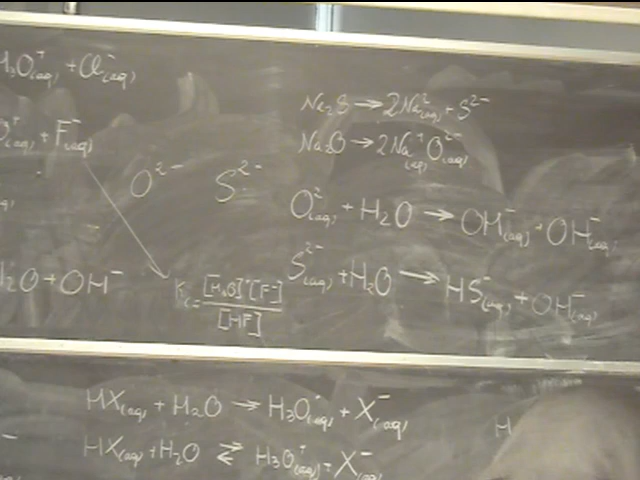 H₃O⁺(aq) + Cl⁻(aq)
Na₂S → 2Na⁺(aq) + S²⁻
O⁺(aq) + F⁻(aq)
Na₂O → 2Na⁺(aq) O²⁻(aq)
O²⁻ S²⁻
O²⁻(aq) + H₂O → OH⁻(aq) + OH⁻(aq)
H₂O + OH⁻
S²⁻(aq) + H₂O → HS⁻(aq) + OH⁻(aq)
Kc = [H₃O]⁺[F⁻]
[HF]
HX(aq) + H₂O → H₃O⁺(aq) + X⁻(aq)
H
HX(aq) + H₂O ⇄ H₃O⁺(aq) + X⁻(aq)